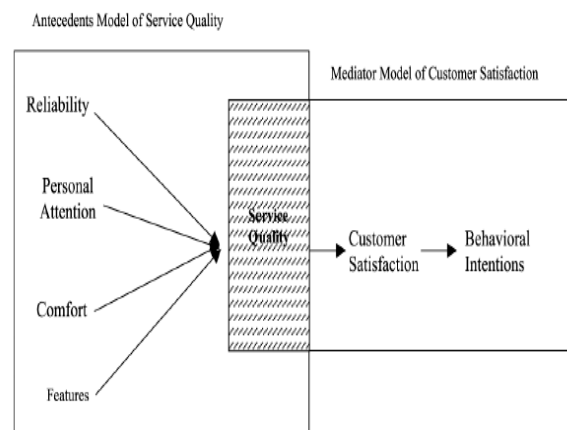 Antecedents Model of Service Quality
Mediator Model of Customer Satisfaction
Reliability
Personal
Attention
Comfort
Features
Service
Quality
Customer
Satisfaction
Behavioral
Intentions